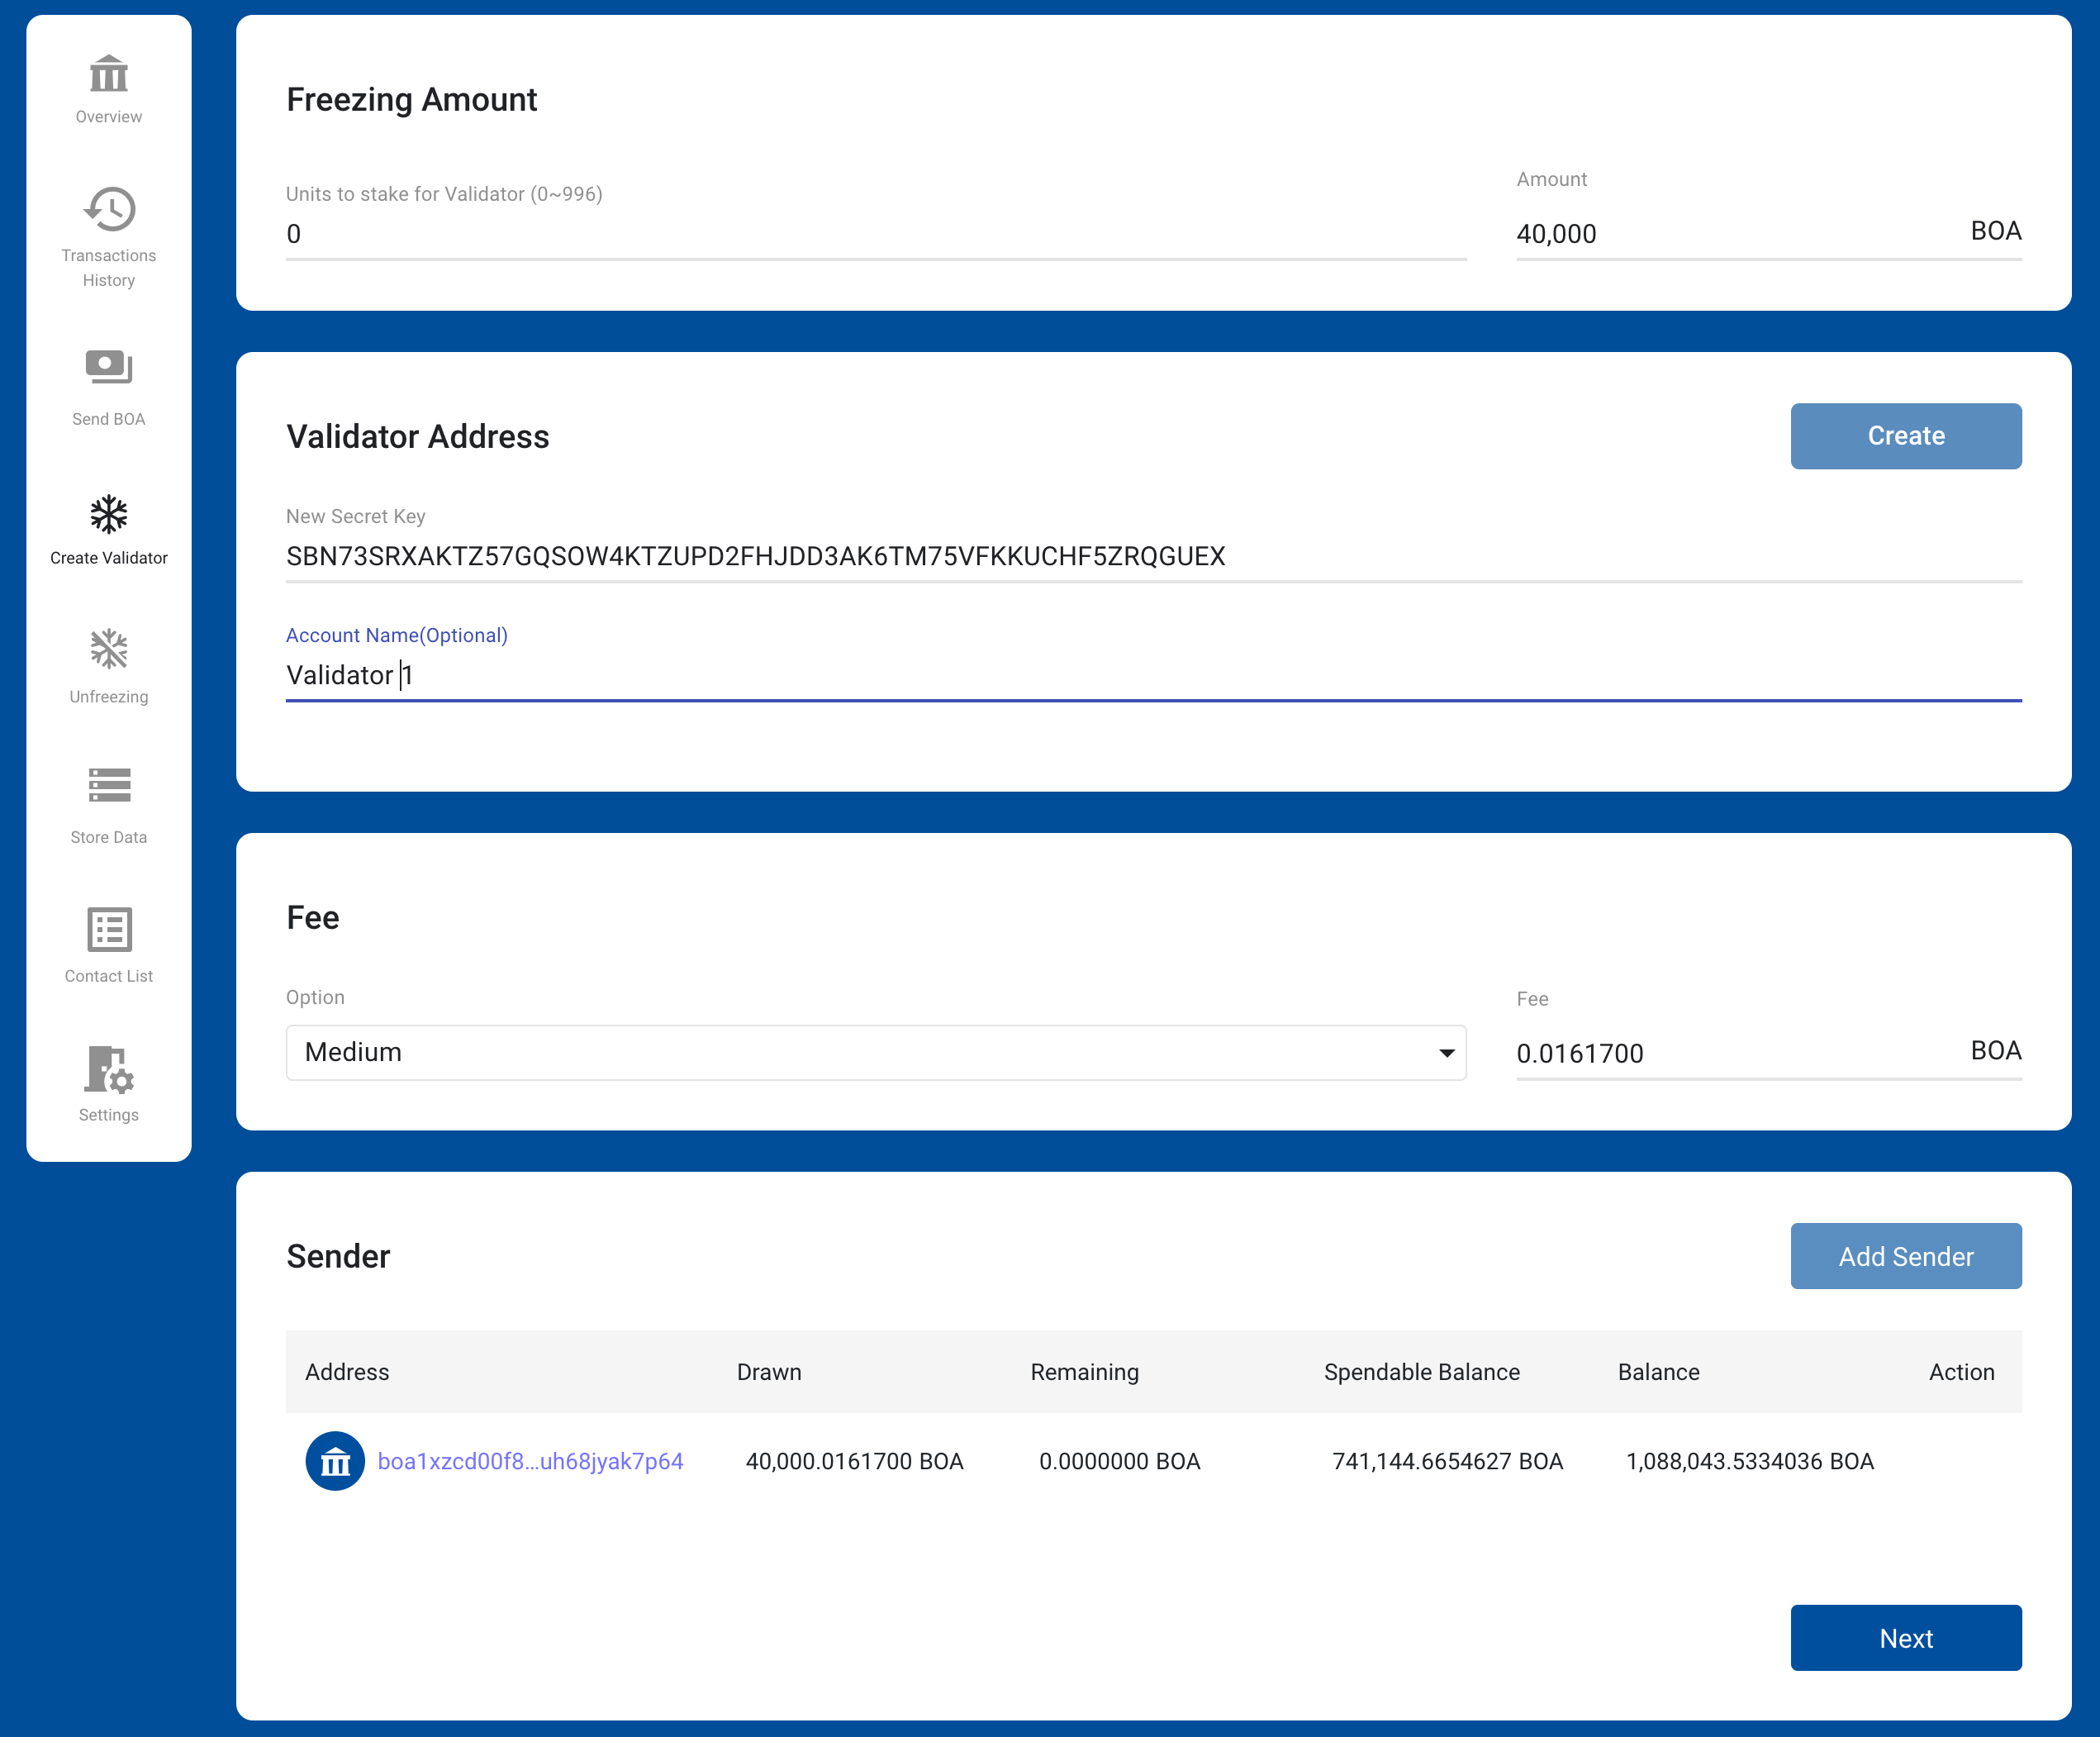 Overview
Transactions
History
Send BOA
Create Validator
Unfreezing
Store Data
Contact List
Settings
Freezing Amount
Units to stake for Validator (0~996)
0
Amount
40,000 BOA
Validator Address
Create
New Secret Key
SBN73SRXAKTZ57GQSOW4KTZUPD2FHJDD3AK6TM75VFKKUCHF5ZRQGUEX
Account Name(Optional)
Validator 1
Fee
Option
Medium
Fee
0.0161700 BOA
Sender
Add Sender
Address Drawn Remaining Spendable Balance Balance Action
boa1xzcd00f8...uh68jyak7p64 40,000.0161700 BOA 0.0000000 BOA 741,144.6654627 BOA 1,088,043.5334036 BOA
Next